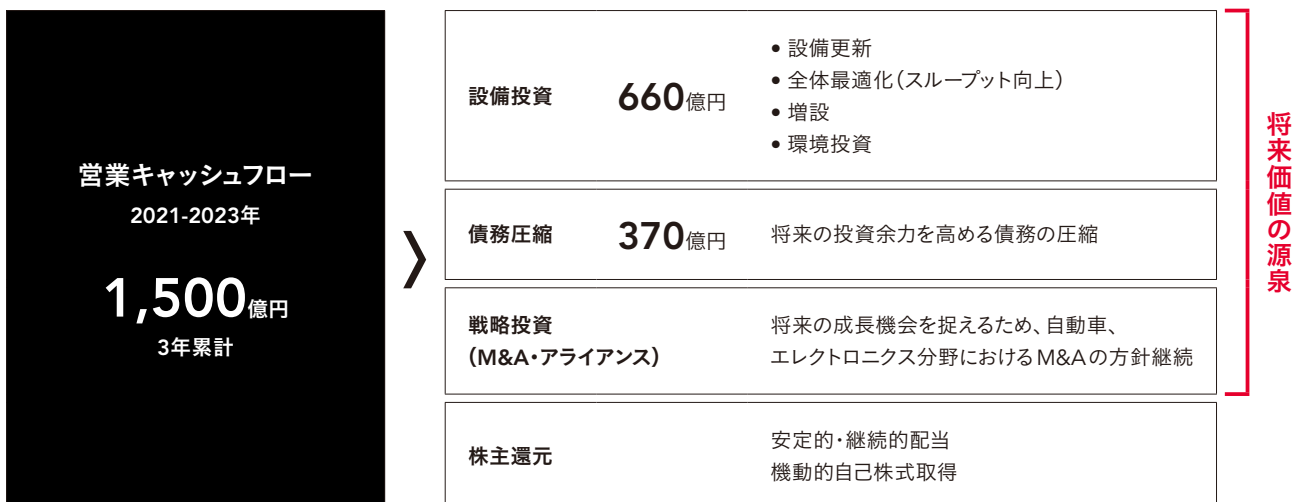 営業キャッシュフロー
2021-2023年
1,500億円
3年累計
設備投資
660億円
• 設備更新
• 全体最適化(スループット向上)
• 増設
• 環境投資
債務圧縮
370億円
将来の投資余力を高める債務の圧縮
戦略投資
(M&A・アライアンス)
将来の成長機会を捉えるため、自動車、
エレクトロニクス分野におけるM&Aの方針継続
株主還元
安定的・継続的配当
機動的自己株式取得
将来価値の源泉